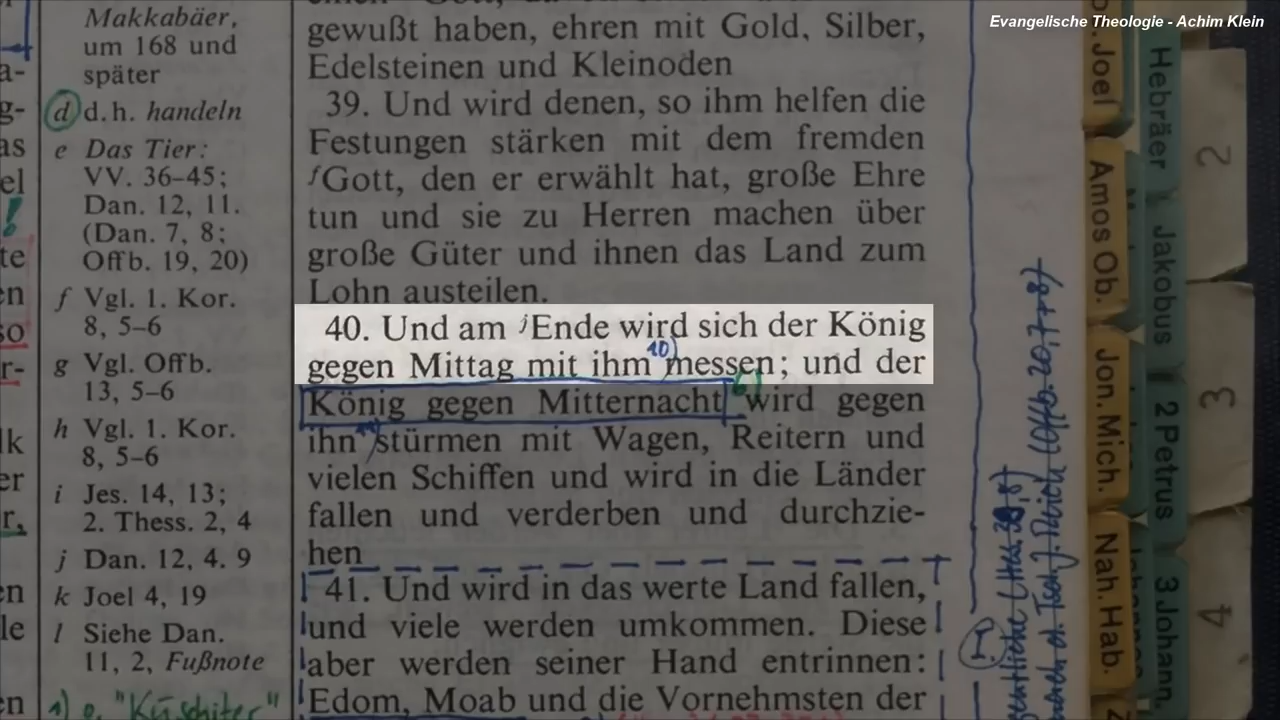 Evangelische Theologie - Achim Klein
Makkabäer,
um 168 und
später
d d.h. handeln
e Das Tier:
VV. 36–45;
Dan. 12, 11.
(Dan. 7, 8;
Offb. 19, 20)
f Vgl. 1. Kor.
8, 5–6
g Vgl. Offb.
13, 5–6
h Vgl. 1. Kor.
8, 5–6
i Jes. 14, 13;
2. Thess. 2, 4
j Dan. 12, 4. 9
k Joel 4, 19
l Siehe Dan.
11, 2, Fußnote
1) o. "Kuschiter"
gewußt haben, ehren mit Gold, Silber,
Edelsteinen und Kleinoden
39. Und wird denen, so ihm helfen die
Festungen stärken mit dem fremden
fGott, den er erwählt hat, große Ehre
tun und sie zu Herren machen über
große Güter und ihnen das Land zum
Lohn austeilen.
40. Und am jEnde wird sich der König
gegen Mittag mit ihm 10) messen; und der
König gegen Mitternacht 6) wird gegen
ihn stürmen mit Wagen, Reitern und
vielen Schiffen und wird in die Länder
fallen und verderben und durchzie-
hen
41. Und wird in das werte Land fallen,
und viele werden umkommen. Diese
aber werden seiner Hand entrinnen:
Edom, Moab und die Vornehmsten der
Joel
Amos Ob.
Jon. Mich.
Nah. Hab.
Hebräer
Jakobus
2 Petrus
3 Johann.
2
3
4